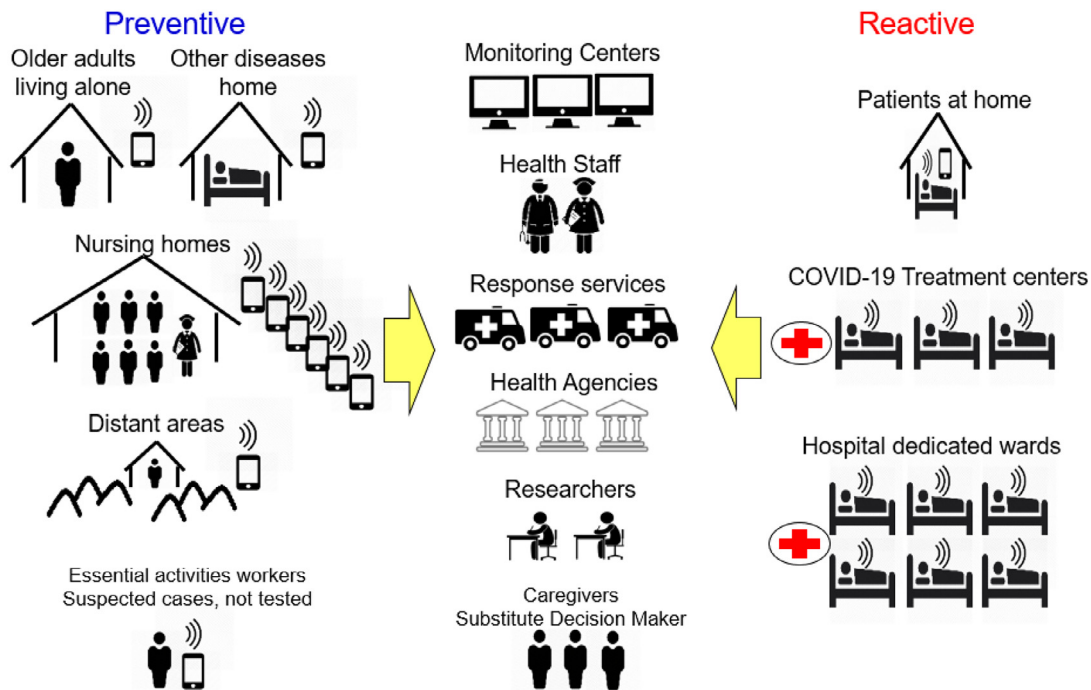 Preventive
Older adults
living alone
Other diseases
home
Nursing homes
Distant areas
Essential activities workers
Suspected cases, not tested
Monitoring Centers
Health Staff
Response services
Health Agencies
Researchers
Caregivers
Substitute Decision Maker
Reactive
Patients at home
COVID-19 Treatment centers
Hospital dedicated wards